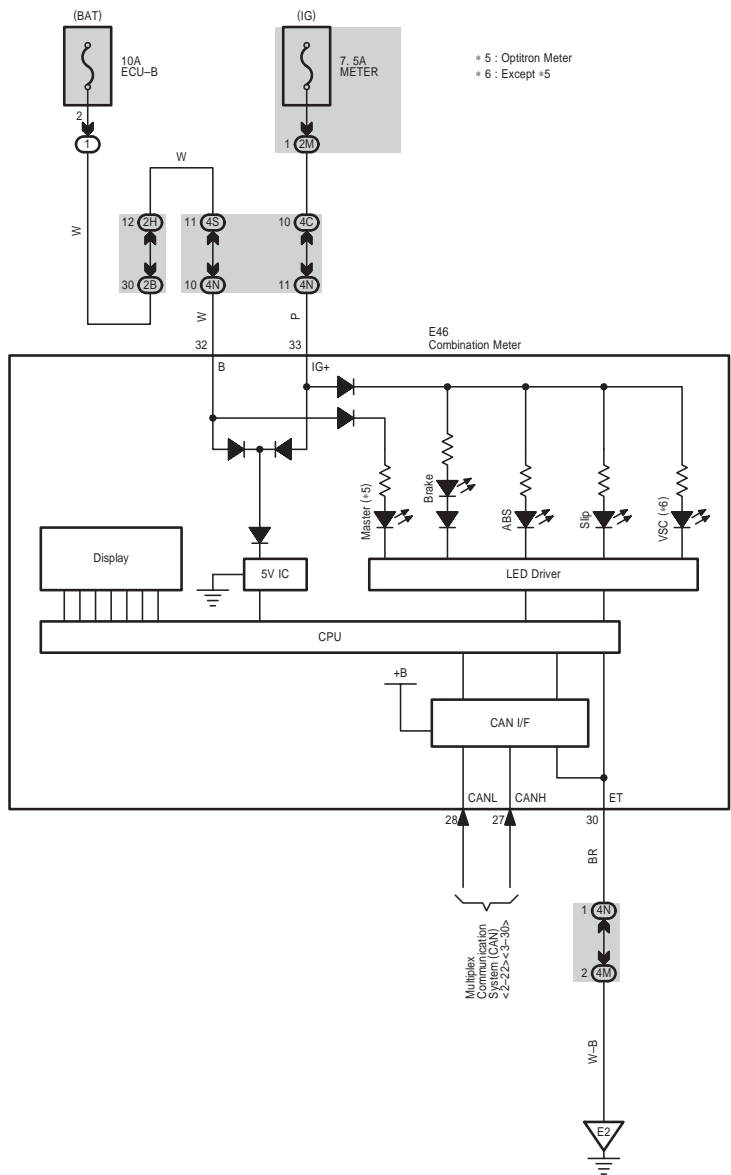 (BAT)
(IG)
10A
ECU–B
7. 5A
METER
* 5 : Optitron Meter
* 6 : Except *5
2
1
1
2M
W
W
12
2H
11
4S
10
4C
30
2B
10
4N
11
4N
W
P
E46
Combination Meter
32
33
B
IG+
Master (*5)
Brake
ABS
Slip
VSC (*6)
Display
5V IC
LED Driver
CPU
+B
CAN I/F
CANL
CANH
ET
28
27
30
BR
Multiplex
Communication
System (CAN)
<2–22><3–30>
1
4N
2
4M
W–B
E2